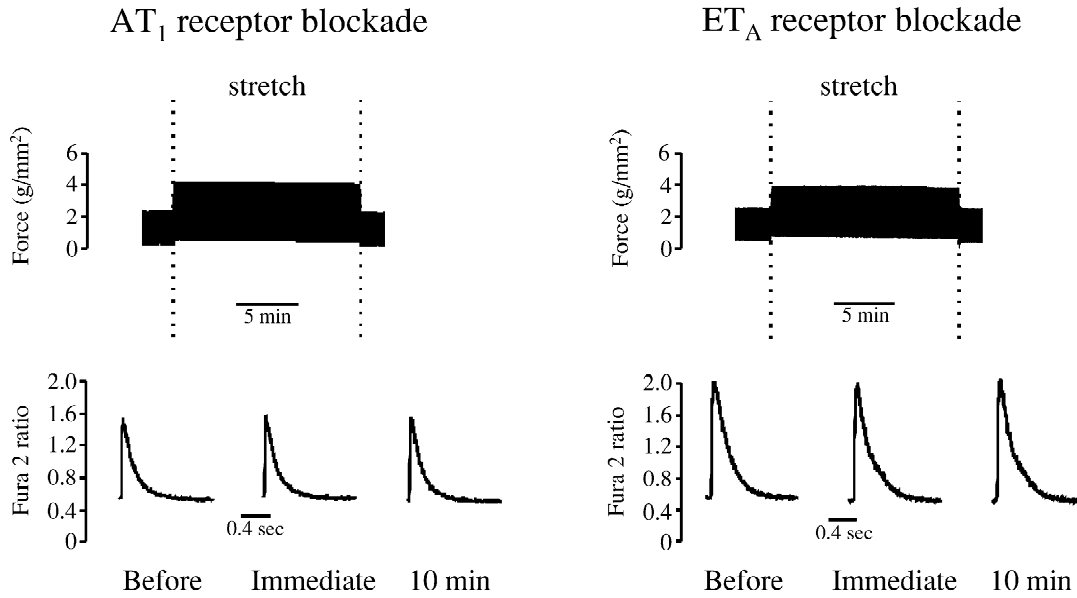 AT1 receptor blockade
stretch
Force (g/mm2)
6
4
2
0
5 min
Fura 2 ratio
2.0
1.6
1.2
0.8
0.4
0
0.4 sec
Before Immediate 10 min
ETA receptor blockade
stretch
Force (g/mm2)
6
4
2
0
5 min
Fura 2 ratio
2.0
1.6
1.2
0.8
0.4
0
0.4 sec
Before Immediate 10 min